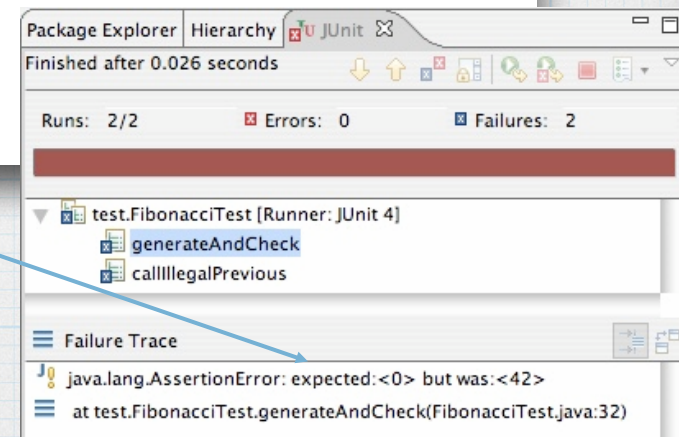 Package Explorer Hierarchy JUnit
Finished after 0.026 seconds
Runs: 2/2 Errors: 0 Failures: 2
test.FibonacciTest [Runner: JUnit 4]
generateAndCheck
callIllegalPrevious
Failure Trace
java.lang.AssertionError: expected:<0> but was:<42>
at test.FibonacciTest.generateAndCheck(FibonacciTest.java:32)